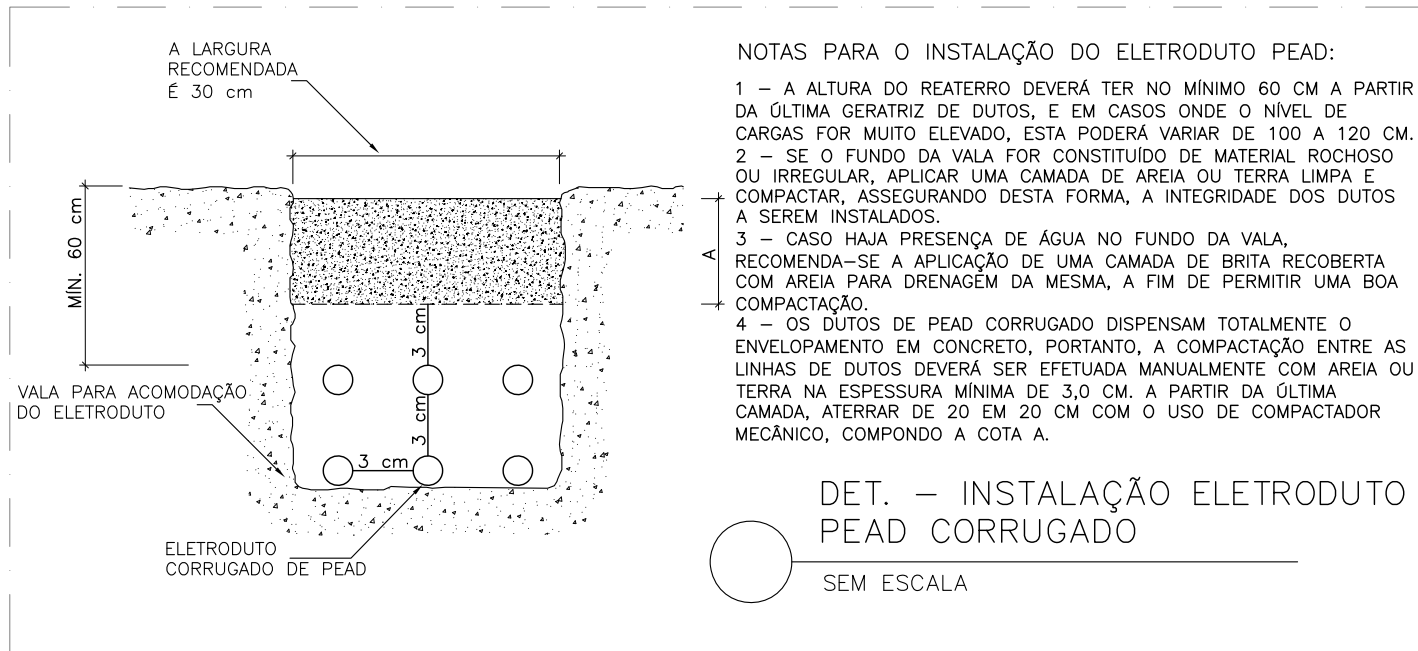 A LARGURA
RECOMENDADA
É 30 cm
MÍN. 60 cm
VALA PARA ACOMODAÇÃO
DO ELETRODUTO
3 cm
3 cm
3 cm
ELETRODUTO
CORRUGADO DE PEAD
A
NOTAS PARA O INSTALAÇÃO DO ELETRODUTO PEAD:
1 – A ALTURA DO REATERRO DEVERÁ TER NO MÍNIMO 60 CM A PARTIR
DA ÚLTIMA GERATRIZ DE DUTOS, E EM CASOS ONDE O NÍVEL DE
CARGAS FOR MUITO ELEVADO, ESTA PODERÁ VARIAR DE 100 A 120 CM.
2 – SE O FUNDO DA VALA FOR CONSTITUÍDO DE MATERIAL ROCHOSO
OU IRREGULAR, APLICAR UMA CAMADA DE AREIA OU TERRA LIMPA E
COMPACTAR, ASSEGURANDO DESTA FORMA, A INTEGRIDADE DOS DUTOS
A SEREM INSTALADOS.
3 – CASO HAJA PRESENÇA DE ÁGUA NO FUNDO DA VALA,
RECOMENDA–SE A APLICAÇÃO DE UMA CAMADA DE BRITA RECOBERTA
COM AREIA PARA DRENAGEM DA MESMA, A FIM DE PERMITIR UMA BOA
COMPACTAÇÃO.
4 – OS DUTOS DE PEAD CORRUGADO DISPENSAM TOTALMENTE O
ENVELOPAMENTO EM CONCRETO, PORTANTO, A COMPACTAÇÃO ENTRE AS
LINHAS DE DUTOS DEVERÁ SER EFETUADA MANUALMENTE COM AREIA OU
TERRA NA ESPESSURA MÍNIMA DE 3,0 CM. A PARTIR DA ÚLTIMA
CAMADA, ATERRAR DE 20 EM 20 CM COM O USO DE COMPACTADOR
MECÂNICO, COMPONDO A COTA A.
DET. – INSTALAÇÃO ELETRODUTO
PEAD CORRUGADO
SEM ESCALA